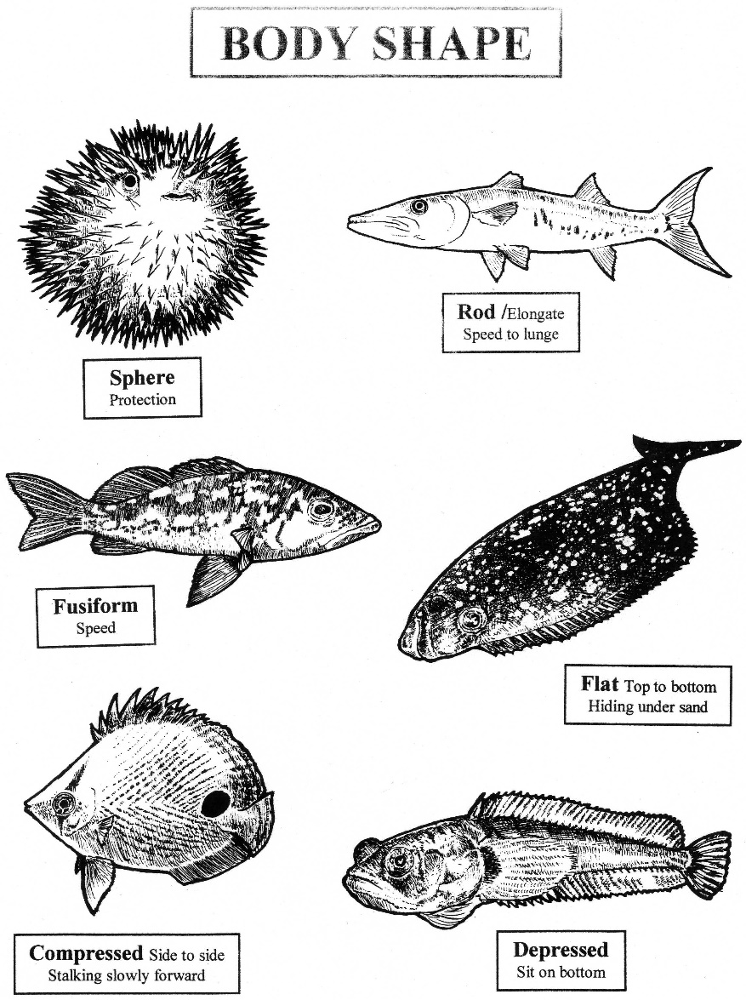 BODY SHAPE
Sphere
Protection
Rod /Elongate
Speed to lunge
Fusiform
Speed
Flat Top to bottom
Hiding under sand
Compressed Side to side
Stalking slowly forward
Depressed
Sit on bottom